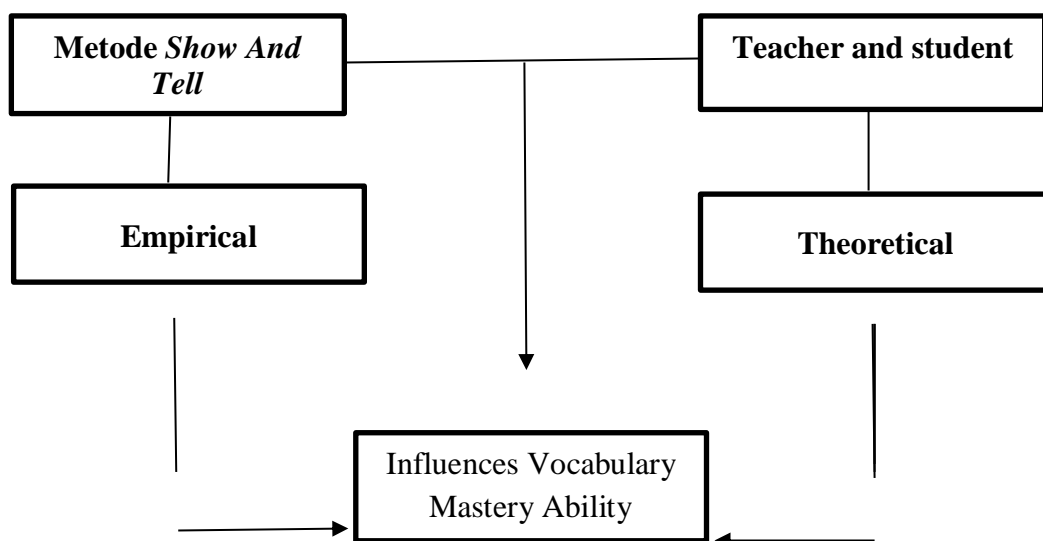 Metode Show And
Tell
Teacher and student
Empirical
Theoretical
Influences Vocabulary
Mastery Ability